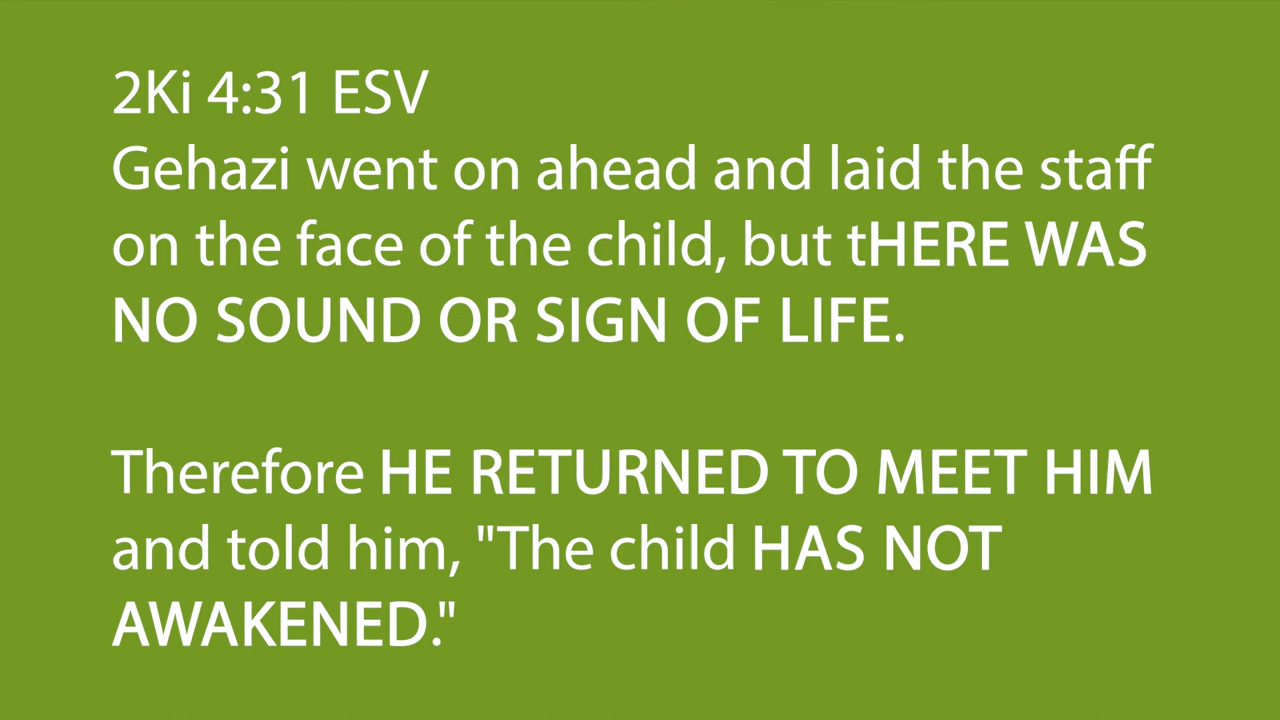 2Ki 4:31 ESV
Gehazi went on ahead and laid the staff
on the face of the child, but tHERE WAS
NO SOUND OR SIGN OF LIFE.
Therefore HE RETURNED TO MEET HIM
and told him, "The child HAS NOT
AWAKENED."